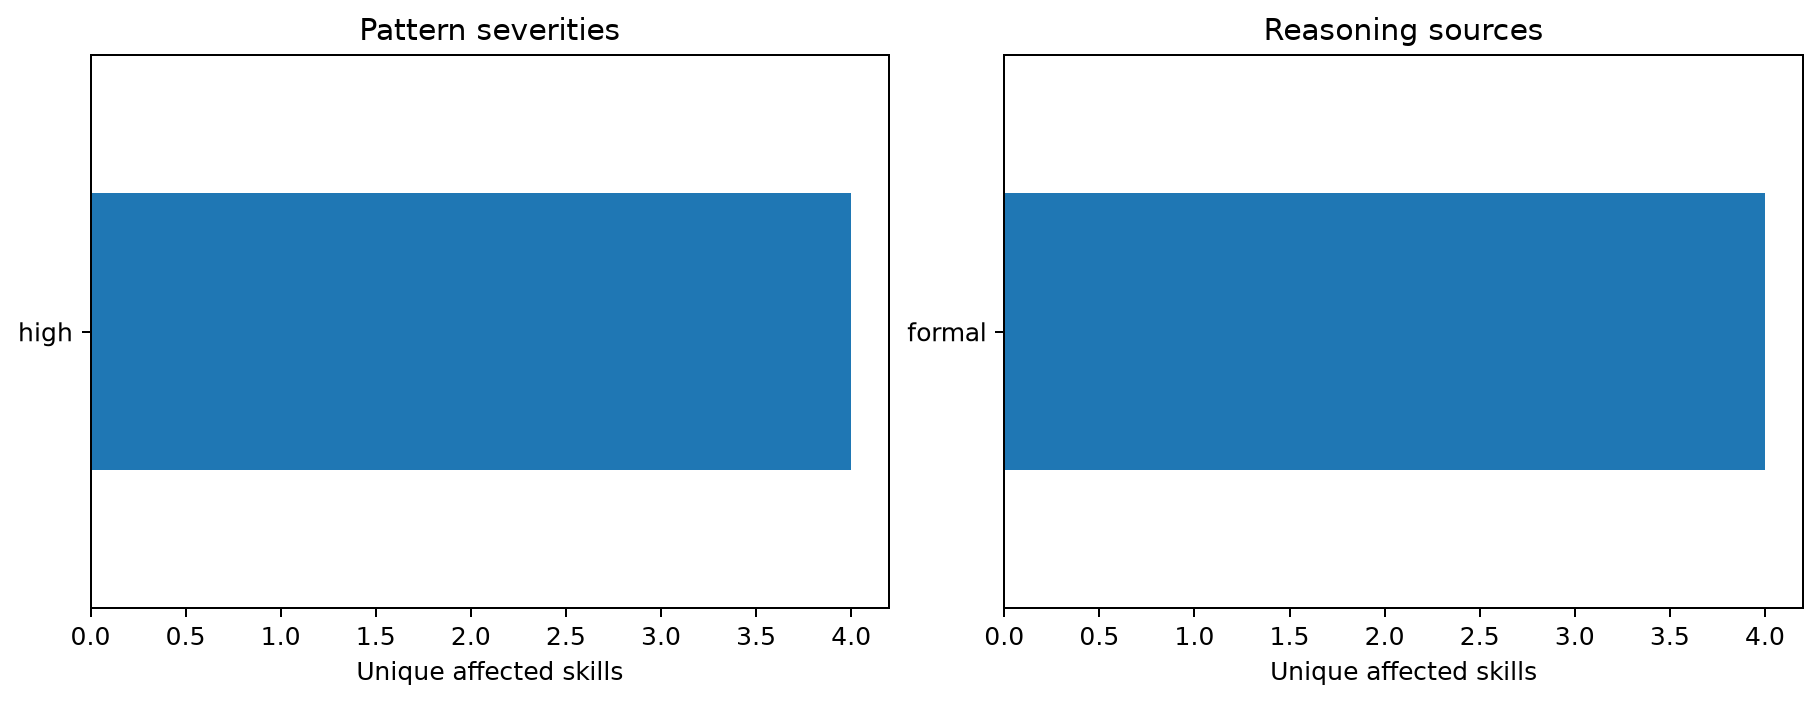 Pattern severities
high
0.0 0.5 1.0 1.5 2.0 2.5 3.0 3.5 4.0
Unique affected skills
Reasoning sources
formal
0.0 0.5 1.0 1.5 2.0 2.5 3.0 3.5 4.0
Unique affected skills